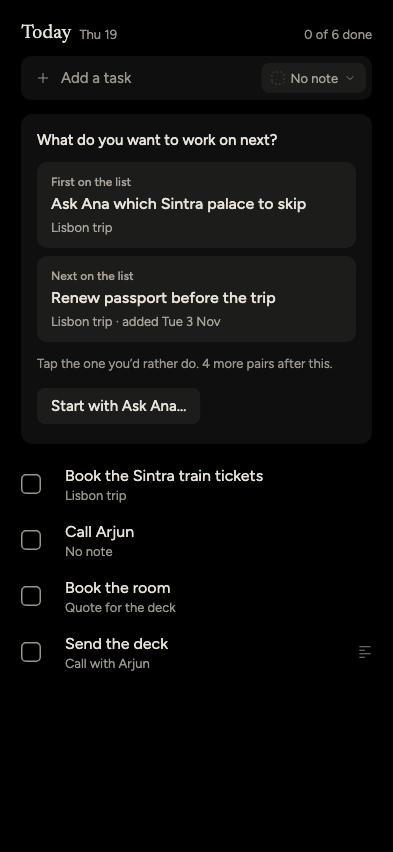 Today Thu 19
0 of 6 done
Add a task
No note
What do you want to work on next?
First on the list
Ask Ana which Sintra palace to skip
Lisbon trip
Next on the list
Renew passport before the trip
Lisbon trip · added Tue 3 Nov
Tap the one you’d rather do. 4 more pairs after this.
Start with Ask Ana...
Book the Sintra train tickets
Lisbon trip
Call Arjun
No note
Book the room
Quote for the deck
Send the deck
Call with Arjun